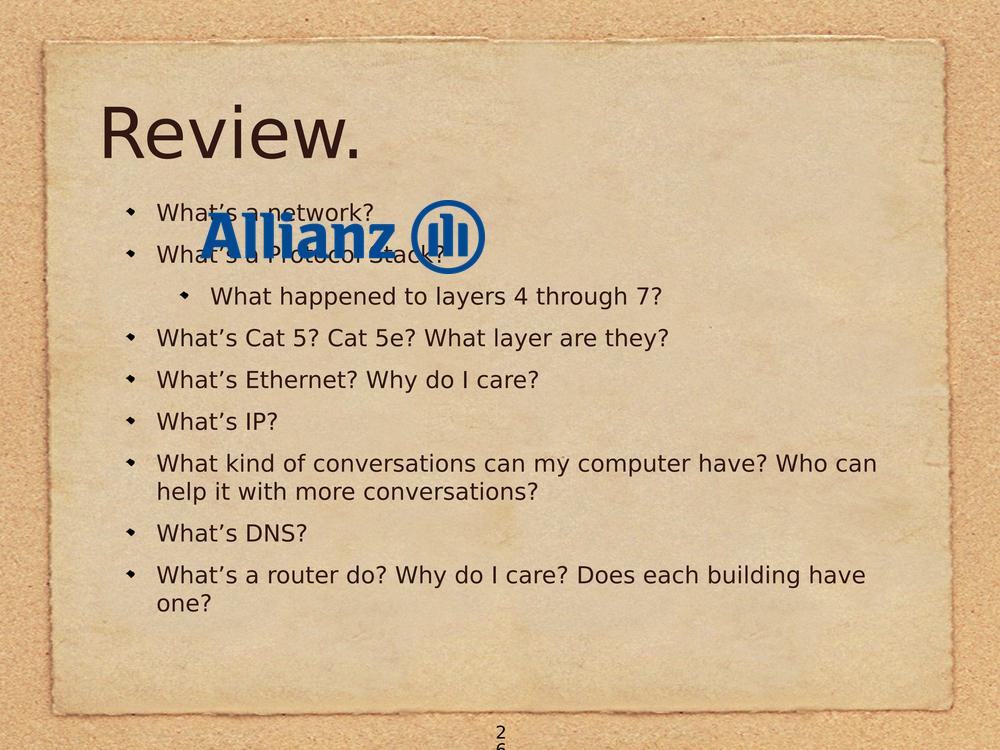 Review.
What’s a network?
Allianz
What’s a Protocol Stack?
What happened to layers 4 through 7?
What’s Cat 5? Cat 5e? What layer are they?
What’s Ethernet? Why do I care?
What’s IP?
What kind of conversations can my computer have? Who can
help it with more conversations?
What’s DNS?
What’s a router do? Why do I care? Does each building have
one?
2
6